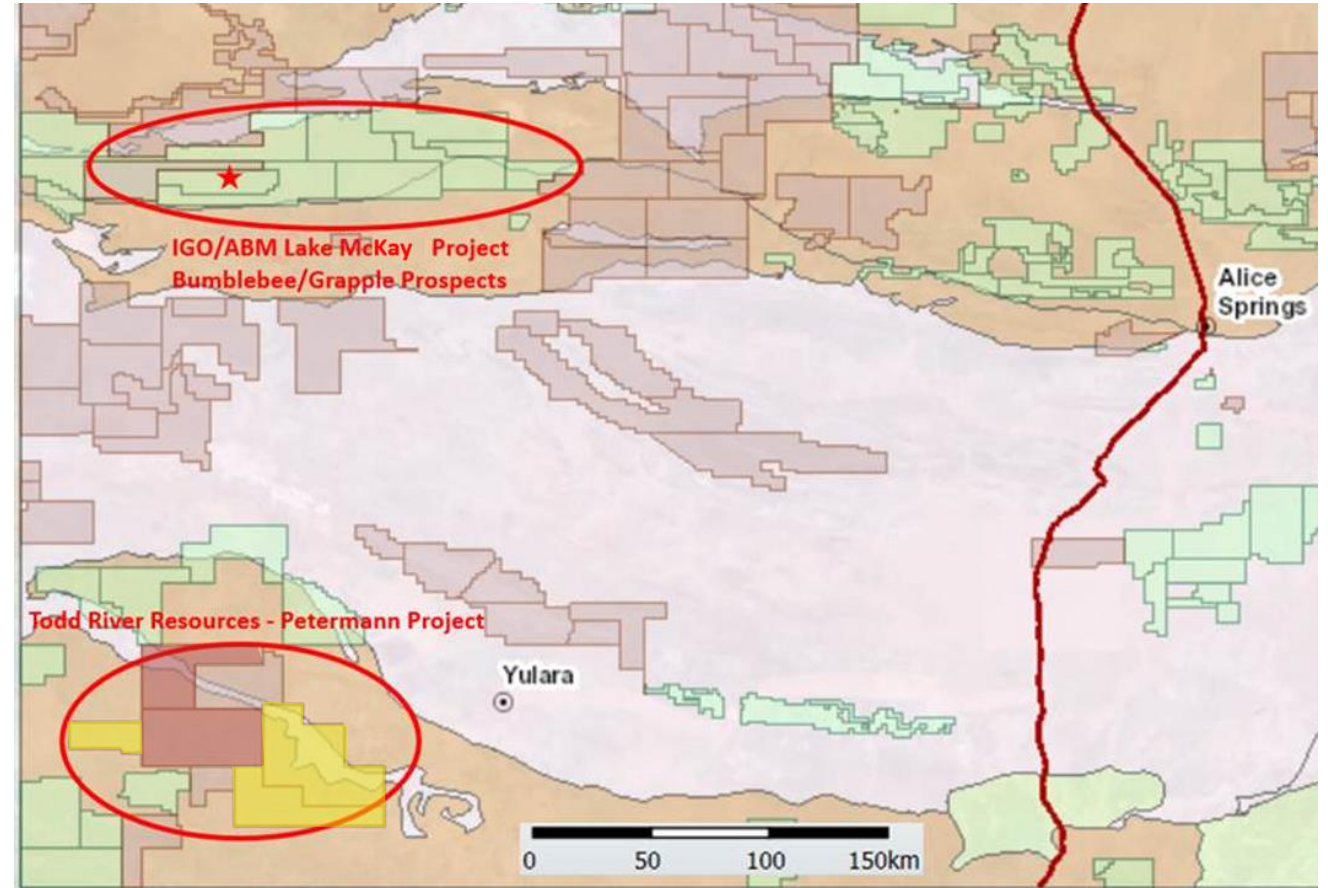 IGO/ABM Lake McKay Project
Bumblebee/Grapple Prospects
Alice
Springs
Todd River Resources - Petermann Project
Yulara
0 50 100 150km